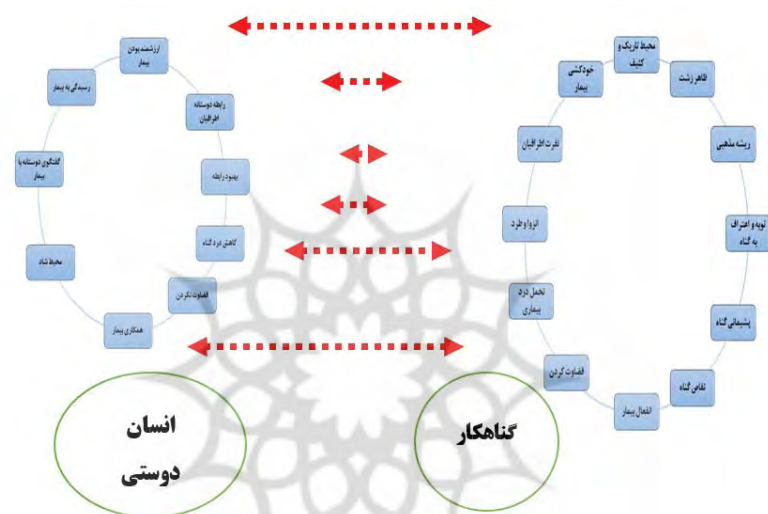 محیط تاریک و
کثیف
ظاهر زشت
ریشه مذهبی
توبه و اعتراف
به گناه
پشیمانی گناه
تقاص گناه
انفعال بیمار
قضاوت کردن
تحمل درد
بیماری
انزوا و طرد
نفرت اطرافیان
خودکشی
بیمار
گناهکار
ارزشمند بودن
بیمار
رابطه دوستانه
اطرافیان
بهبود رابطه
کاهش درد گناه
قضاوت نکردن
همکاری بیمار
محیط شاد
گفتگوی دوستانه با
بیمار
رسیدگی به بیمار
انسان
دوستی